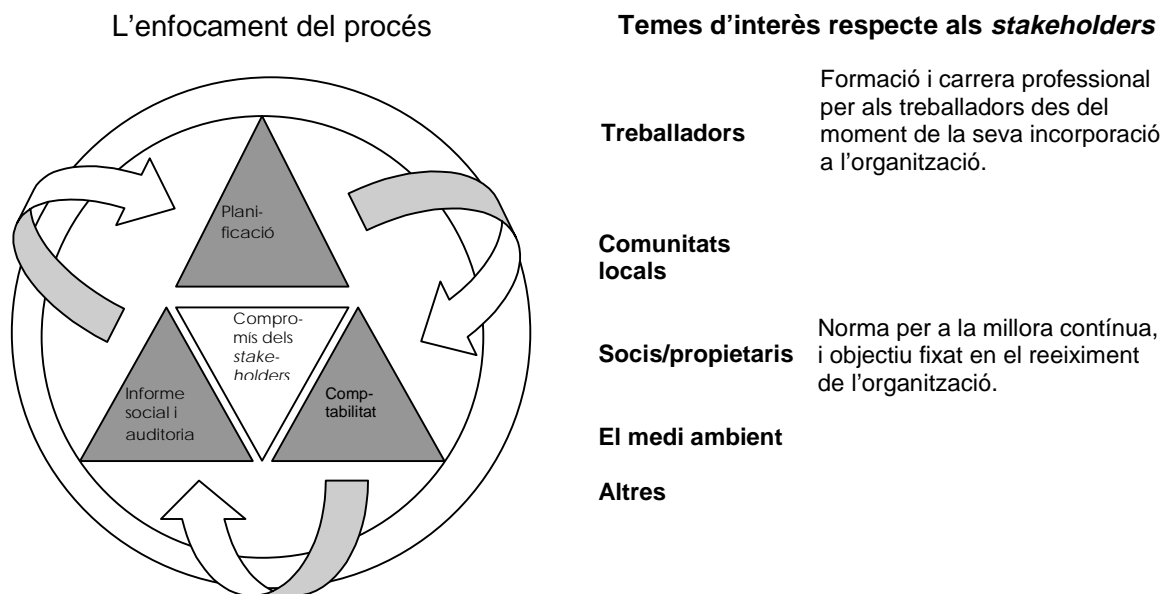 L’enfocament del procés
Plani-
ficació
Compro-
mís dels
stake-
holders
Informe
social i
auditoria
Comp-
tabilitat
Temes d’interès respecte als stakeholders
Treballadors
Formació i carrera professional
per als treballadors des del
moment de la seva incorporació
a l’organització.
Comunitats
locals
Socis/propietaris
Norma per a la millora contínua,
i objectiu fixat en el reeiximent
de l’organització.
El medi ambient
Altres